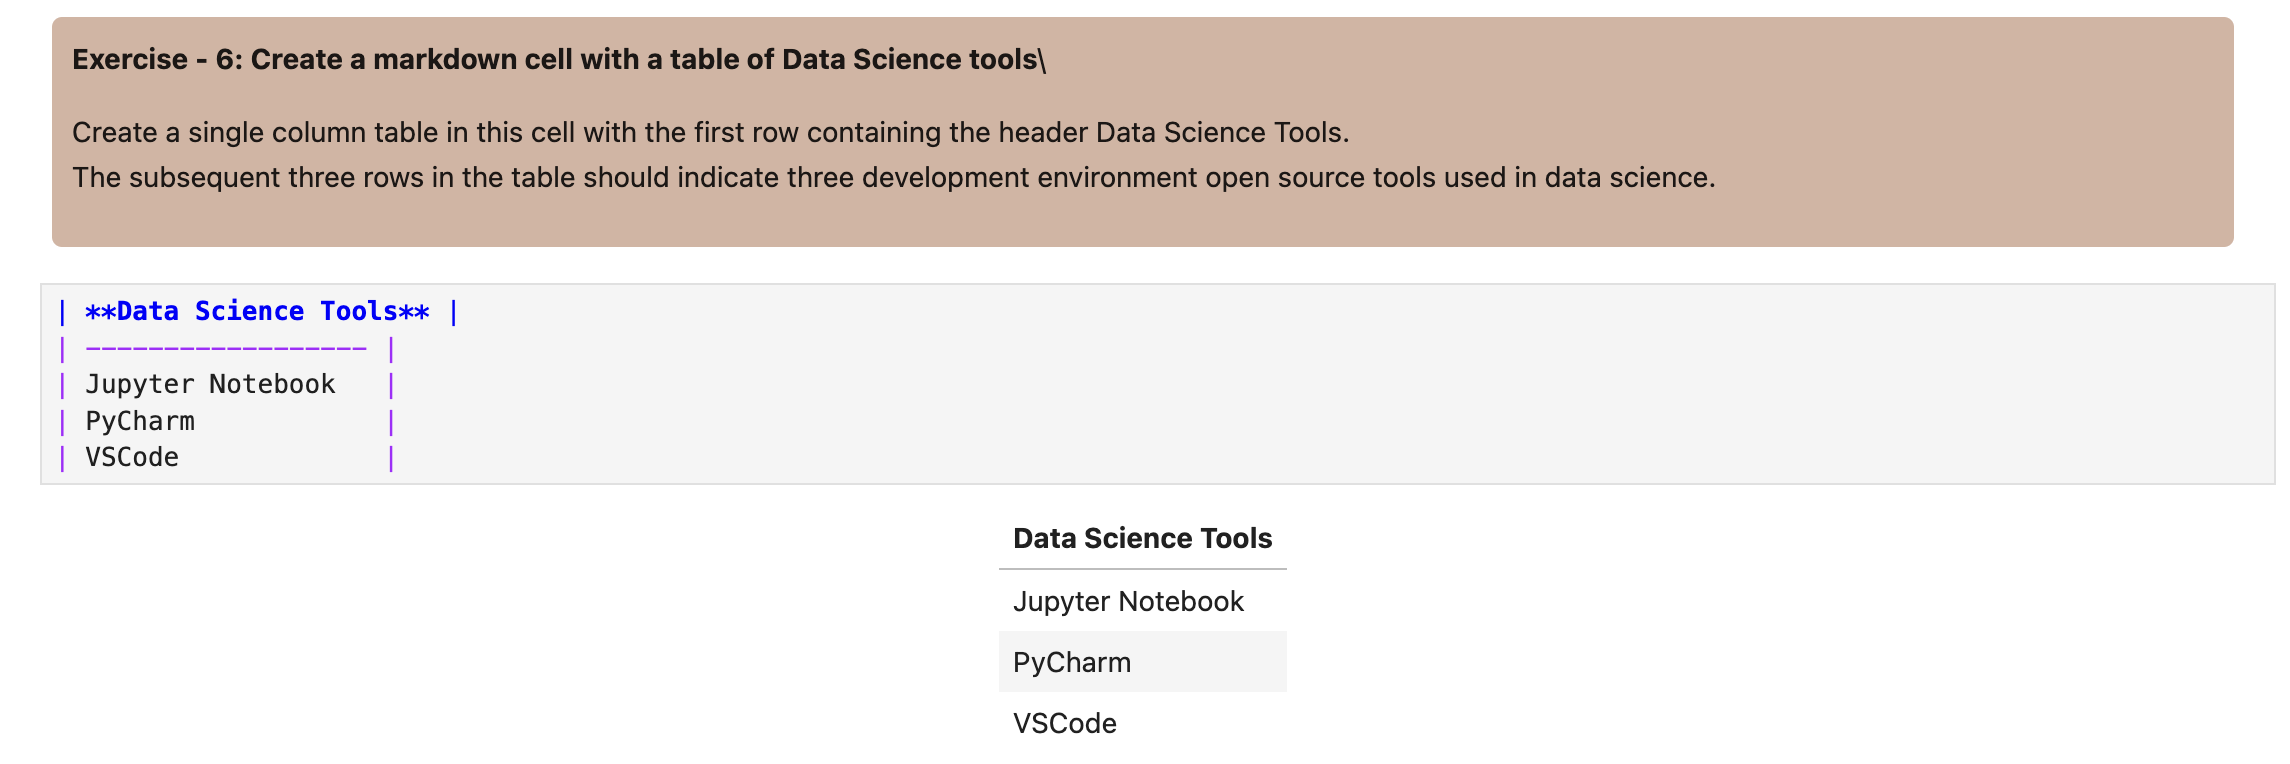 Exercise - 6: Create a markdown cell with a table of Data Science tools\
Create a single column table in this cell with the first row containing the header Data Science Tools.
The subsequent three rows in the table should indicate three development environment open source tools used in data science.
| **Data Science Tools** |
| ------------------ |
| Jupyter Notebook   |
| PyCharm            |
| VSCode             |
Data Science Tools
Jupyter Notebook
PyCharm
VSCode